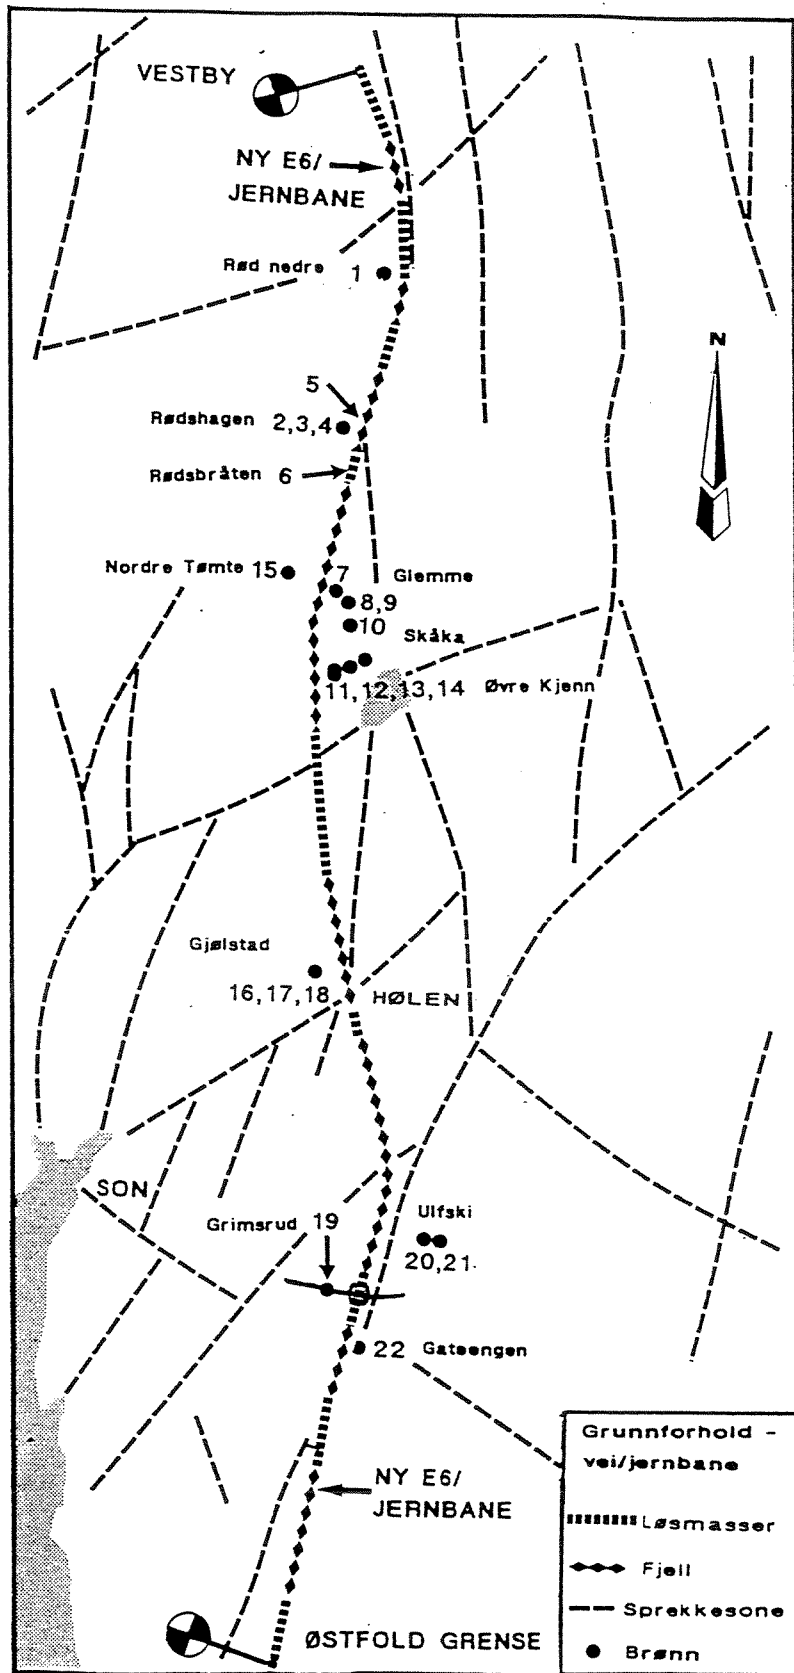 VESTBY
NY E6/
JERNBANE
Rød nedre 1
N
5
Rødshagen 2,3,4
Rødsbråten 6
Nordre Tømte 15
7
Glemme
8,9
10
Skåka
11,12,13,14 Øvre Kjenn
Gjølstad
16,17,18
HØLEN
SON
Grimsrud 19
Ulfski
20,21
22 Gateengen
NY E6/
JERNBANE
ØSTFOLD GRENSE
Grunnforhold -
vei/jernbane
Løsmasser
Fjell
Sprekkesone
Brønn